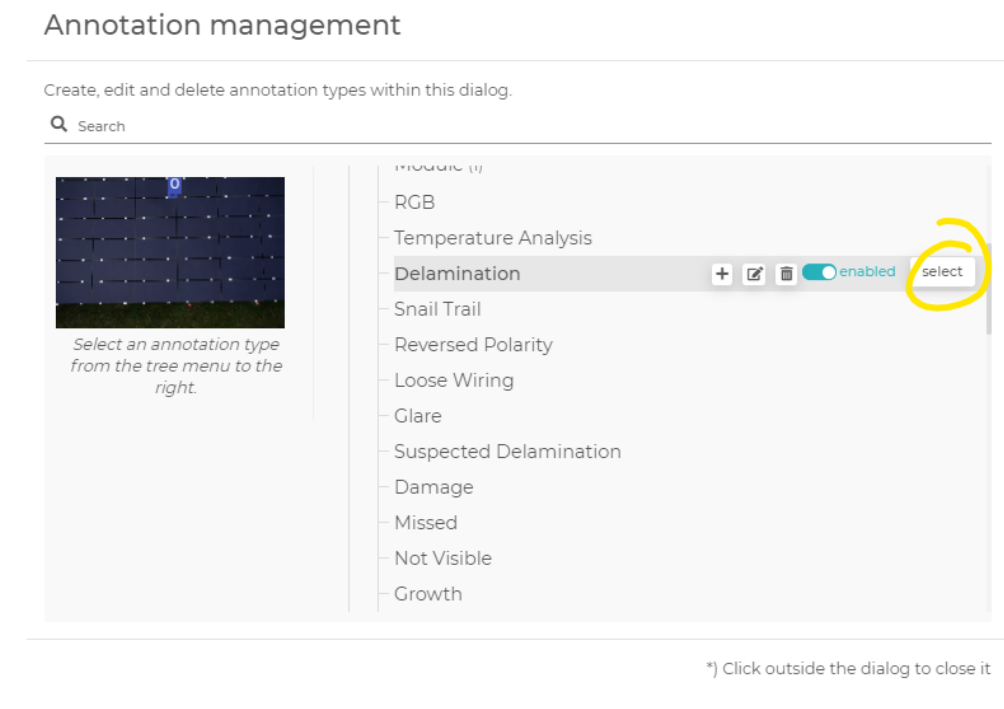 Annotation management
Create, edit and delete annotation types within this dialog.
Search
0
Select an annotation type
from the tree menu to the
right.
Module (1)
RGB
Temperature Analysis
Delamination enabled select
Snail Trail
Reversed Polarity
Loose Wiring
Glare
Suspected Delamination
Damage
Missed
Not Visible
Growth
*) Click outside the dialog to close it